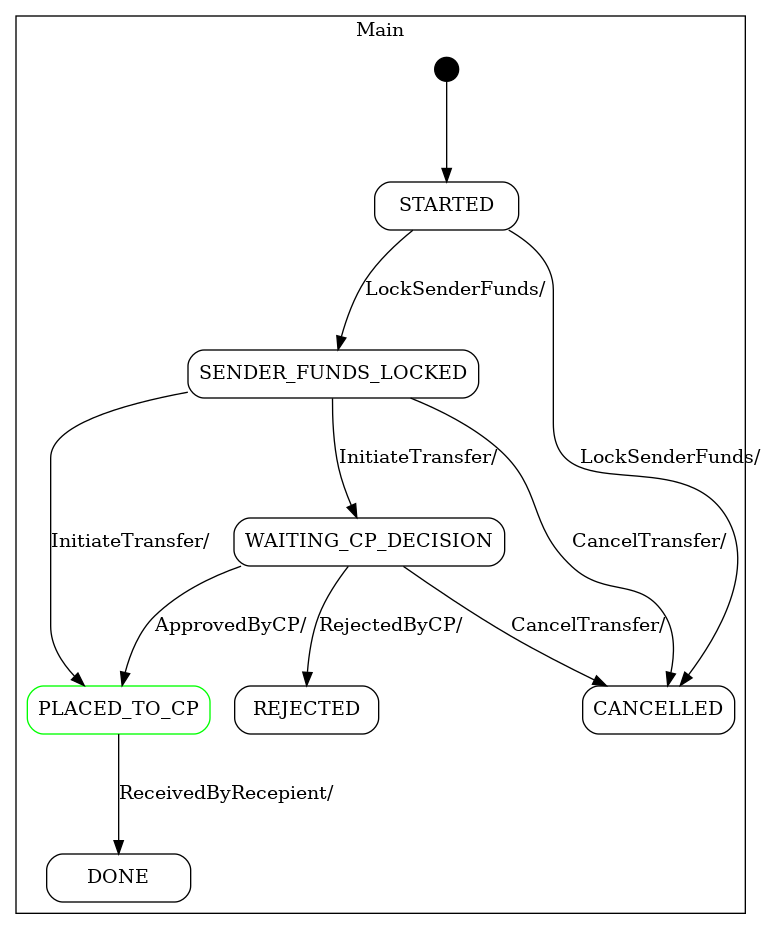 Main
STARTED
LockSenderFunds/
SENDER_FUNDS_LOCKED
InitiateTransfer/
LockSenderFunds/
WAITING_CP_DECISION
InitiateTransfer/
CancelTransfer/
ApprovedByCP/
RejectedByCP/
CancelTransfer/
PLACED_TO_CP
REJECTED
CANCELLED
ReceivedByRecepient/
DONE